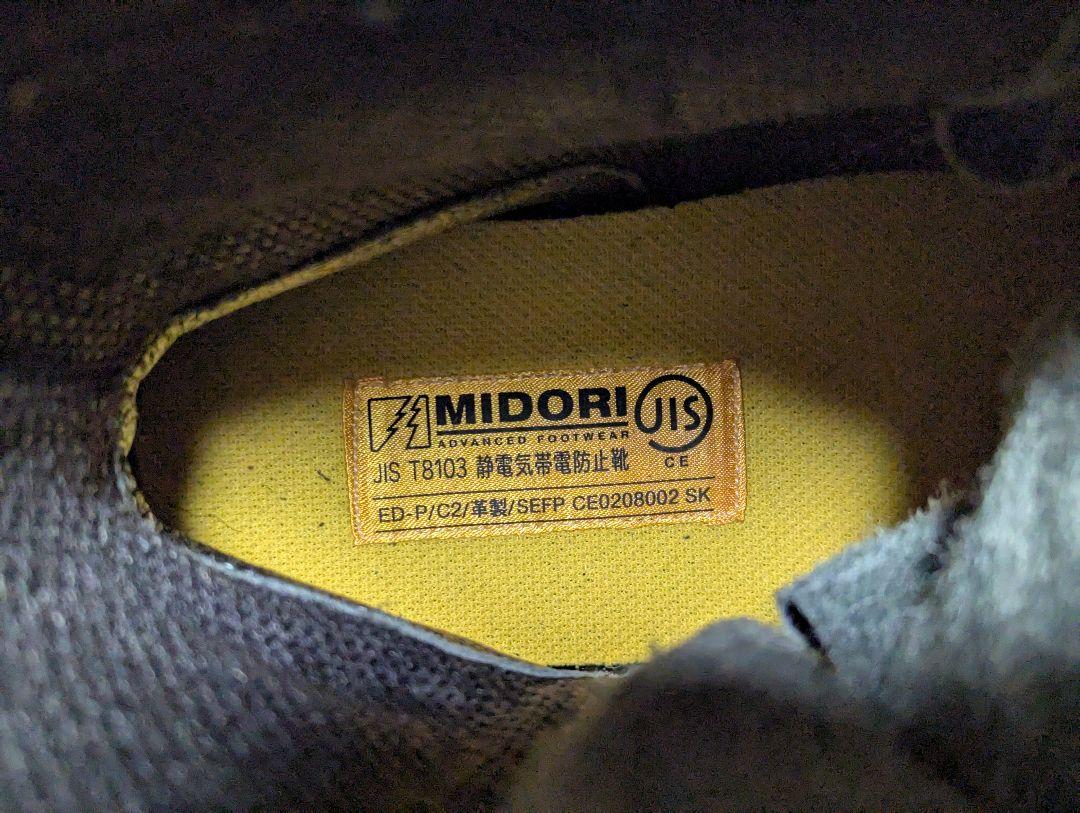 MIDORI
ADVANCED FOOTWEAR
JIS
CE
JIS T8103 静電気帯電防止靴
ED-P/C2/革製/SEFP CE0208002 SK